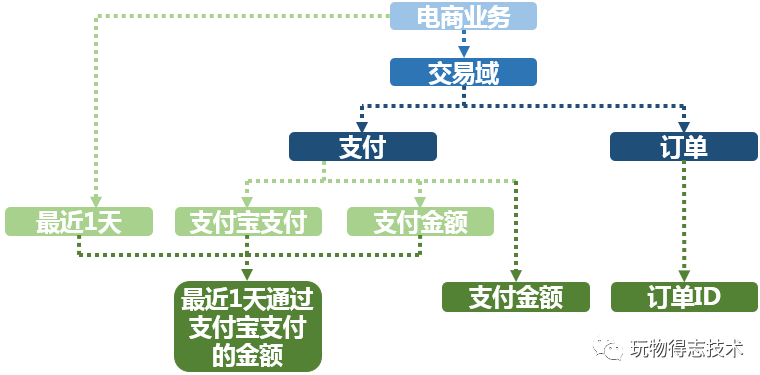 电商业务
交易域
支付
订单
最近1天
支付宝支付
支付金额
最近1天通过
支付宝支付
的金额
支付金额
订单ID
玩物得志技术